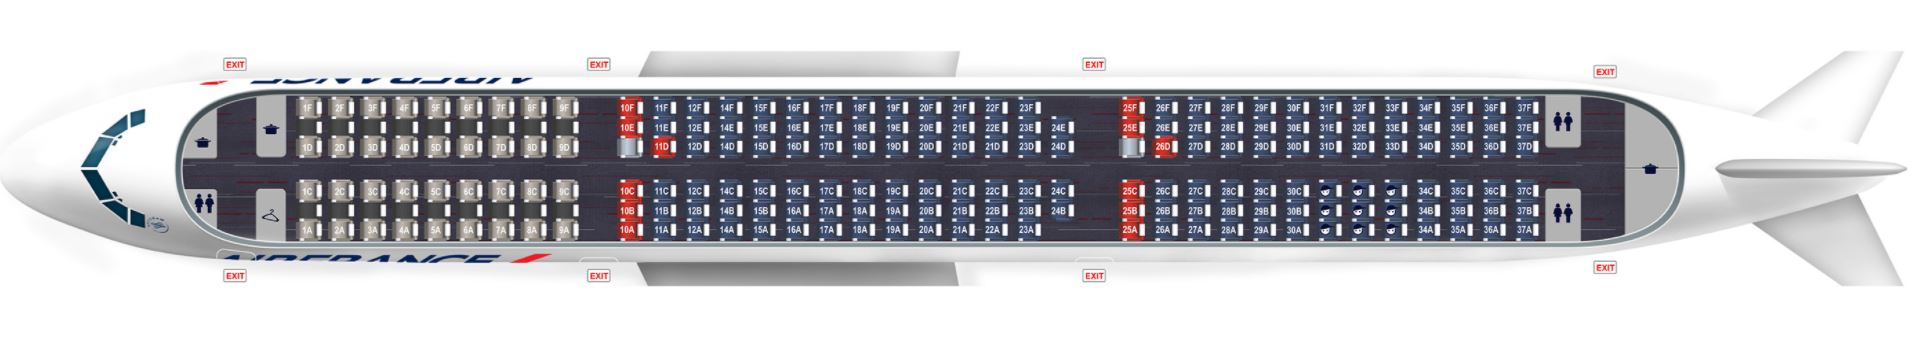 EXIT EXIT EXIT EXIT
AIRFRANCE
1F 2F 3F 4F 5F 6F 7F 8F 9F 10F 11F 12F 14F 15F 16F 17F 18F 19F 20F 21F 22F 23F 25F 26F 27F 28F 29F 30F 31F 32F 33F 34F 35F 36F 37F
10E 11E 12E 14E 15E 16E 17E 18E 19E 20E 21E 22E 23E 24E 25E 26E 27E 28E 29E 30E 31E 32E 33E 34E 35E 36E 37E
1D 2D 3D 4D 5D 6D 7D 8D 9D 11D 12D 14D 15D 16D 17D 18D 19D 20D 21D 21D 23D 24D 26D 27D 28D 29D 30D 31D 32D 33D 34D 35D 36D 37D
1C 2C 3C 4C 5C 6C 7C 8C 9C 10C 11C 12C 14C 15C 16C 17C 18C 19C 20C 21C 22C 23C 24C 25C 26C 27C 28C 29C 30C 34C 35C 36C 37C
10B 11B 12B 14B 15B 16A 17A 18A 19A 20B 21B 22B 23B 24B 25B 26B 27B 28B 29B 30B 34B 35B 36B 37B
1A 2A 3A 4A 5A 6A 7A 8A 9A 10A 11A 12A 14A 15A 16A 17A 18A 19A 20A 21A 22A 23A 25A 26A 27A 28A 29A 30A 34A 35A 36A 37A
AIRFRANCE
EXIT EXIT EXIT EXIT